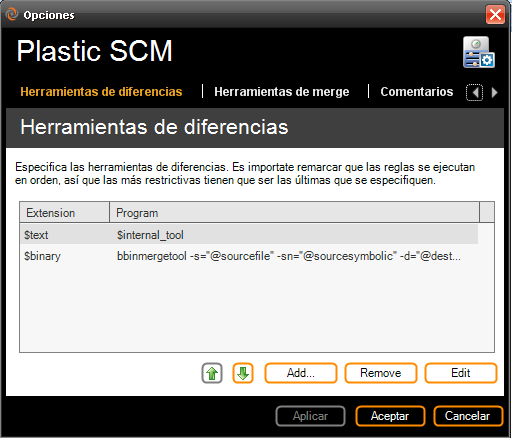 Opciones
Plastic SCM
Herramientas de diferencias Herramientas de merge Comentarios
Herramientas de diferencias
Especifica las herramientas de diferencias. Es importate remarcar que las reglas se ejecutan
en orden, así que las más restrictivas tienen que ser las últimas que se especifiquen.
Extension Program
$text $internal_tool
$binary bbinmergetool -s="@sourcefile" -sn="@sourcesymbolic" -d="@dest...
Add... Remove Edit
Aplicar Aceptar Cancelar